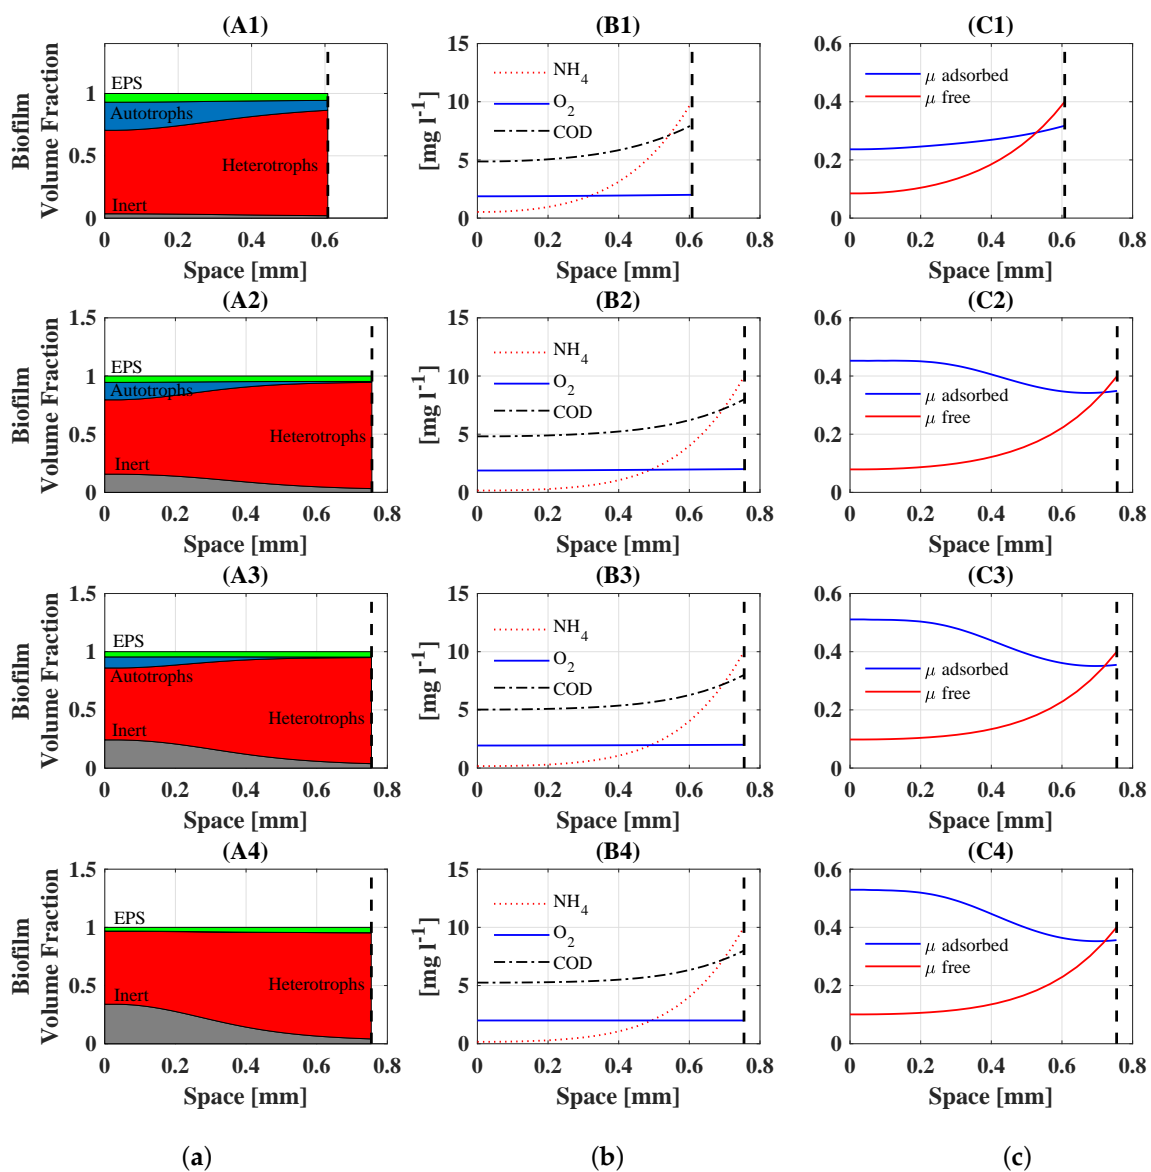 (A1)
EPS
Autotrophs
Heterotrophs
Inert
1
0.5
0
0 0.2 0.4 0.6
Biofilm
Volume Fraction
Space [mm]
(B1)
NH4
O2
COD
15
10
5
0
0 0.2 0.4 0.6 0.8
[mg l-1]
Space [mm]
(C1)
μ adsorbed
μ free
0.6
0.4
0.2
0
0 0.2 0.4 0.6 0.8
Space [mm]
(A2)
EPS
Autotrophs
Heterotrophs
Inert
1.5
1
0.5
0
0 0.2 0.4 0.6 0.8
Biofilm
Volume Fraction
Space [mm]
(B2)
NH4
O2
COD
15
10
5
0
0 0.2 0.4 0.6 0.8
[mg l-1]
Space [mm]
(C2)
μ adsorbed
μ free
0.6
0.4
0.2
0
0 0.2 0.4 0.6 0.8
Space [mm]
(A3)
EPS
Autotrophs
Heterotrophs
Inert
1.5
1
0.5
0
0 0.2 0.4 0.6 0.8
Biofilm
Volume Fraction
Space [mm]
(B3)
NH4
O2
COD
15
10
5
0
0 0.2 0.4 0.6 0.8
[mg l-1]
Space [mm]
(C3)
μ adsorbed
μ free
0.6
0.4
0.2
0
0 0.2 0.4 0.6 0.8
Space [mm]
(A4)
EPS
Heterotrophs
Inert
1.5
1
0.5
0
0 0.2 0.4 0.6 0.8
Biofilm
Volume Fraction
Space [mm]
(B4)
NH4
O2
COD
15
10
5
0
0 0.2 0.4 0.6 0.8
[mg l-1]
Space [mm]
(C4)
μ adsorbed
μ free
0.6
0.4
0.2
0
0 0.2 0.4 0.6 0.8
Space [mm]
(a) (b) (c)